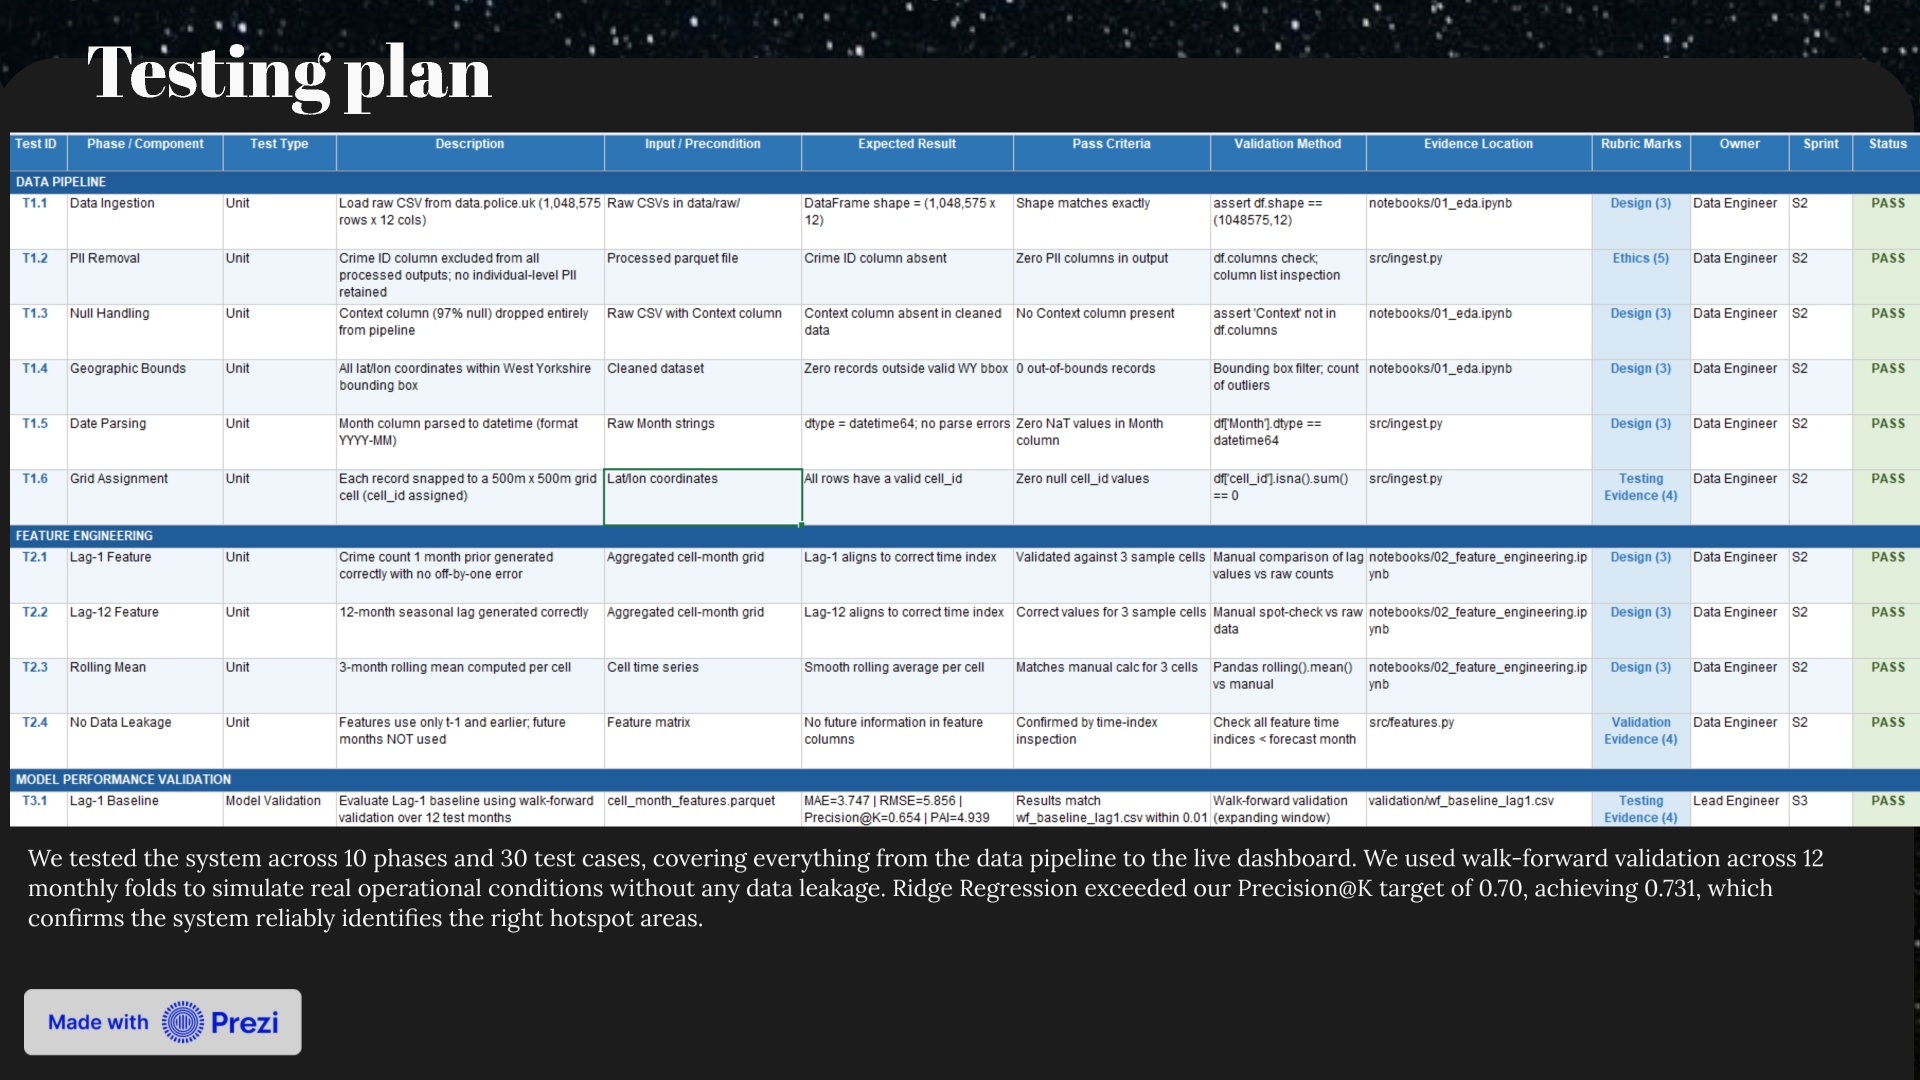 Testing plan
Test ID Phase / Component Test Type Description Input / Precondition Expected Result Pass Criteria Validation Method Evidence Location Rubric Marks Owner Sprint Status
DATA PIPELINE
T1.1 Data Ingestion Unit Load raw CSV from data.police.uk (1,048,575 rows x 12 cols) Raw CSVs in data/raw/ DataFrame shape = (1,048,575 x 12) Shape matches exactly assert df.shape == (1048575,12) notebooks/01_eda.ipynb Design (3) Data Engineer S2 PASS
T1.2 PII Removal Unit Crime ID column excluded from all processed outputs; no individual-level PII retained Processed parquet file Crime ID column absent Zero PII columns in output df.columns check; column list inspection src/ingest.py Ethics (5) Data Engineer S2 PASS
T1.3 Null Handling Unit Context column (97% null) dropped entirely from pipeline Raw CSV with Context column Context column absent in cleaned data No Context column present assert 'Context' not in df.columns notebooks/01_eda.ipynb Design (3) Data Engineer S2 PASS
T1.4 Geographic Bounds Unit All lat/lon coordinates within West Yorkshire bounding box Cleaned dataset Zero records outside valid WY bbox 0 out-of-bounds records Bounding box filter; count of outliers notebooks/01_eda.ipynb Design (3) Data Engineer S2 PASS
T1.5 Date Parsing Unit Month column parsed to datetime (format YYYY-MM) Raw Month strings dtype = datetime64; no parse errors Zero NaT values in Month column df['Month'].dtype == datetime64 src/ingest.py Design (3) Data Engineer S2 PASS
T1.6 Grid Assignment Unit Each record snapped to a 500m x 500m grid cell (cell_id assigned) Lat/lon coordinates All rows have a valid cell_id Zero null cell_id values df['cell_id'].isna().sum() == 0 src/ingest.py Testing Evidence (4) Data Engineer S2 PASS
FEATURE ENGINEERING
T2.1 Lag-1 Feature Unit Crime count 1 month prior generated correctly with no off-by-one error Aggregated cell-month grid Lag-1 aligns to correct time index Validated against 3 sample cells Manual comparison of lag values vs raw counts notebooks/02_feature_engineering.ipynb Design (3) Data Engineer S2 PASS
T2.2 Lag-12 Feature Unit 12-month seasonal lag generated correctly Aggregated cell-month grid Lag-12 aligns to correct time index Correct values for 3 sample cells Manual spot-check vs raw data notebooks/02_feature_engineering.ipynb Design (3) Data Engineer S2 PASS
T2.3 Rolling Mean Unit 3-month rolling mean computed per cell Cell time series Smooth rolling average per cell Matches manual calc for 3 cells Pandas rolling().mean() vs manual notebooks/02_feature_engineering.ipynb Design (3) Data Engineer S2 PASS
T2.4 No Data Leakage Unit Features use only t-1 and earlier; future months NOT used Feature matrix No future information in feature columns Confirmed by time-index inspection Check all feature time indices < forecast month src/features.py Validation Evidence (4) Data Engineer S2 PASS
MODEL PERFORMANCE VALIDATION
T3.1 Lag-1 Baseline Model Validation Evaluate Lag-1 baseline using walk-forward validation over 12 test months cell_month_features.parquet MAE=3.747 | RMSE=5.856 | Precision@K=0.654 | PAI=4.939 Results match wf_baseline_lag1.csv within 0.01 Walk-forward validation (expanding window) validation/wf_baseline_lag1.csv Testing Evidence (4) Lead Engineer S3 PASS
We tested the system across 10 phases and 30 test cases, covering everything from the data pipeline to the live dashboard. We used walk-forward validation across 12
monthly folds to simulate real operational conditions without any data leakage. Ridge Regression exceeded our Precision@K target of 0.70, achieving 0.731, which
confirms the system reliably identifies the right hotspot areas.
Made with Prezi